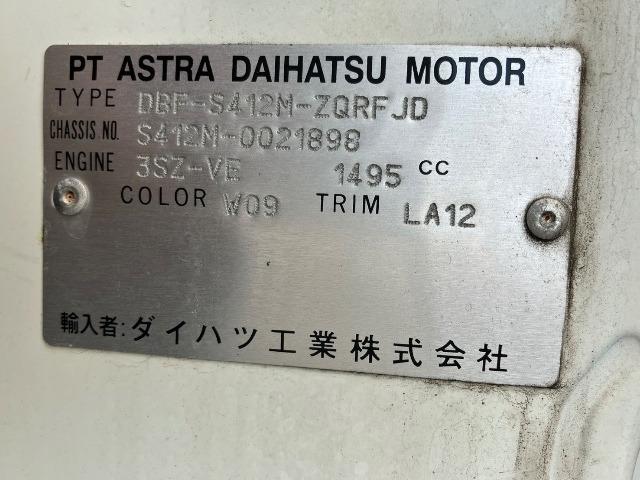 PT ASTRA DAIHATSU MOTOR
TYPE DBF-S412M-ZQRFJD
CHASSIS NO. S412M-0021898
ENGINE 3SZ-VE 1495 CC
COLOR W09 TRIM LA12
輸入者:ダイハツ工業株式会社